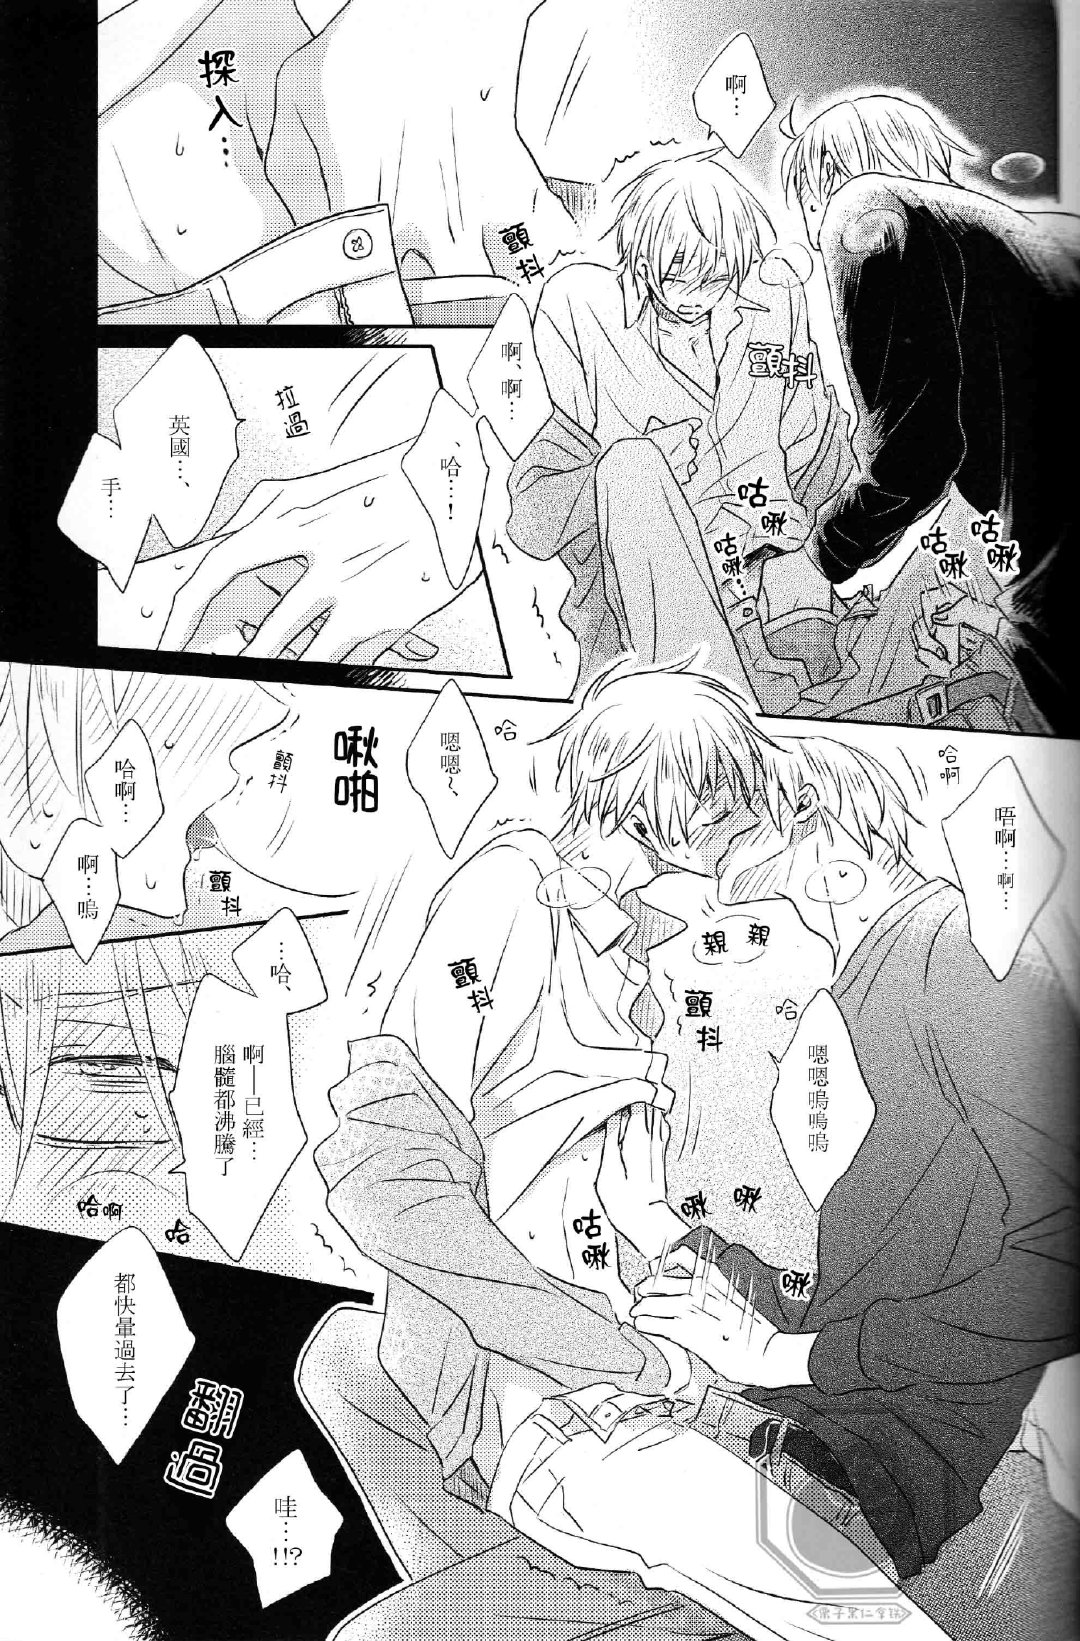 啊…
顫抖
顫抖
啊、啊…
、哈…！
咕啾
咕啾…
咕啾
咕啾
探入…
拉過
英國…、
手…
唔啊…啊…
哈啊
哈
嗯嗯～、
啾啪
親親
顫抖
顫抖
哈
嗯嗯嗚嗚嗚
啾
啾
咕啾
啾
顫抖
顫抖
哈啊…
啊…嗚
…哈、
啊──已經…
腦髓都沸騰了
哈啊
哈
都快暈過去了…
翻過
哇…!!?